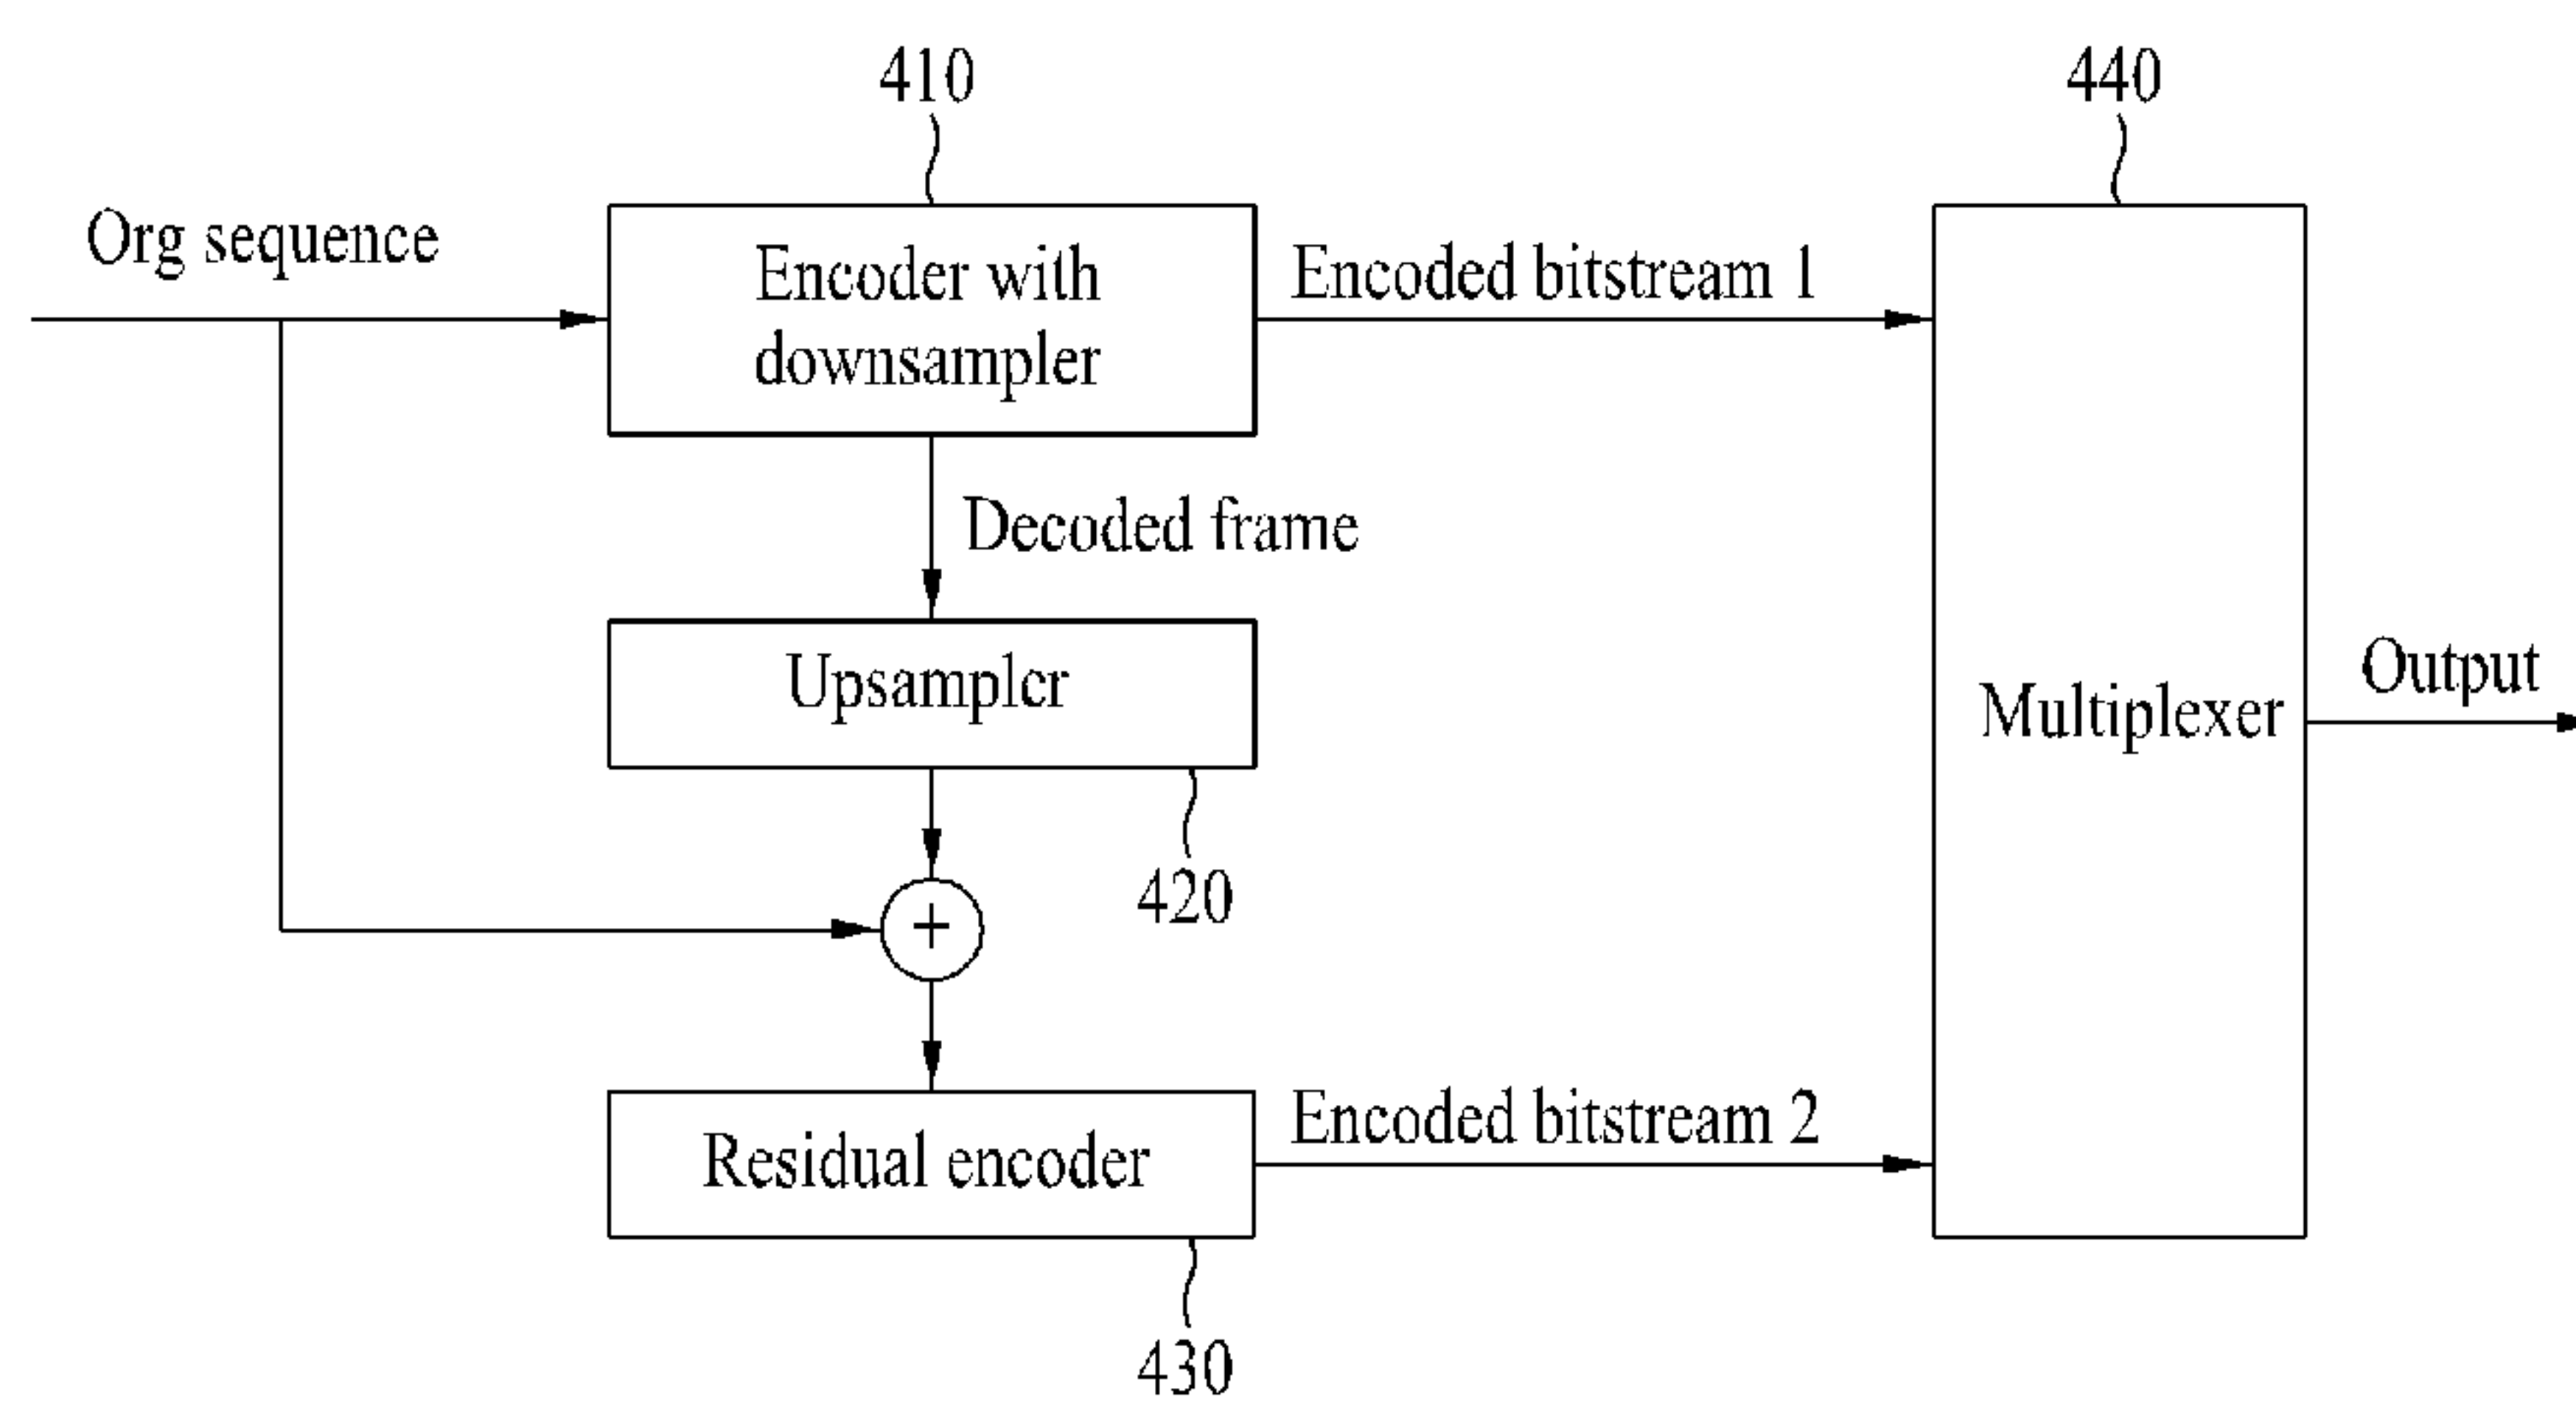 410
440
Org sequence
Encoder with
downsampler
Encoded bitstream 1
Decoded frame
Upsampler
Multiplexer
Output
420
+
Residual encoder
Encoded bitstream 2
430